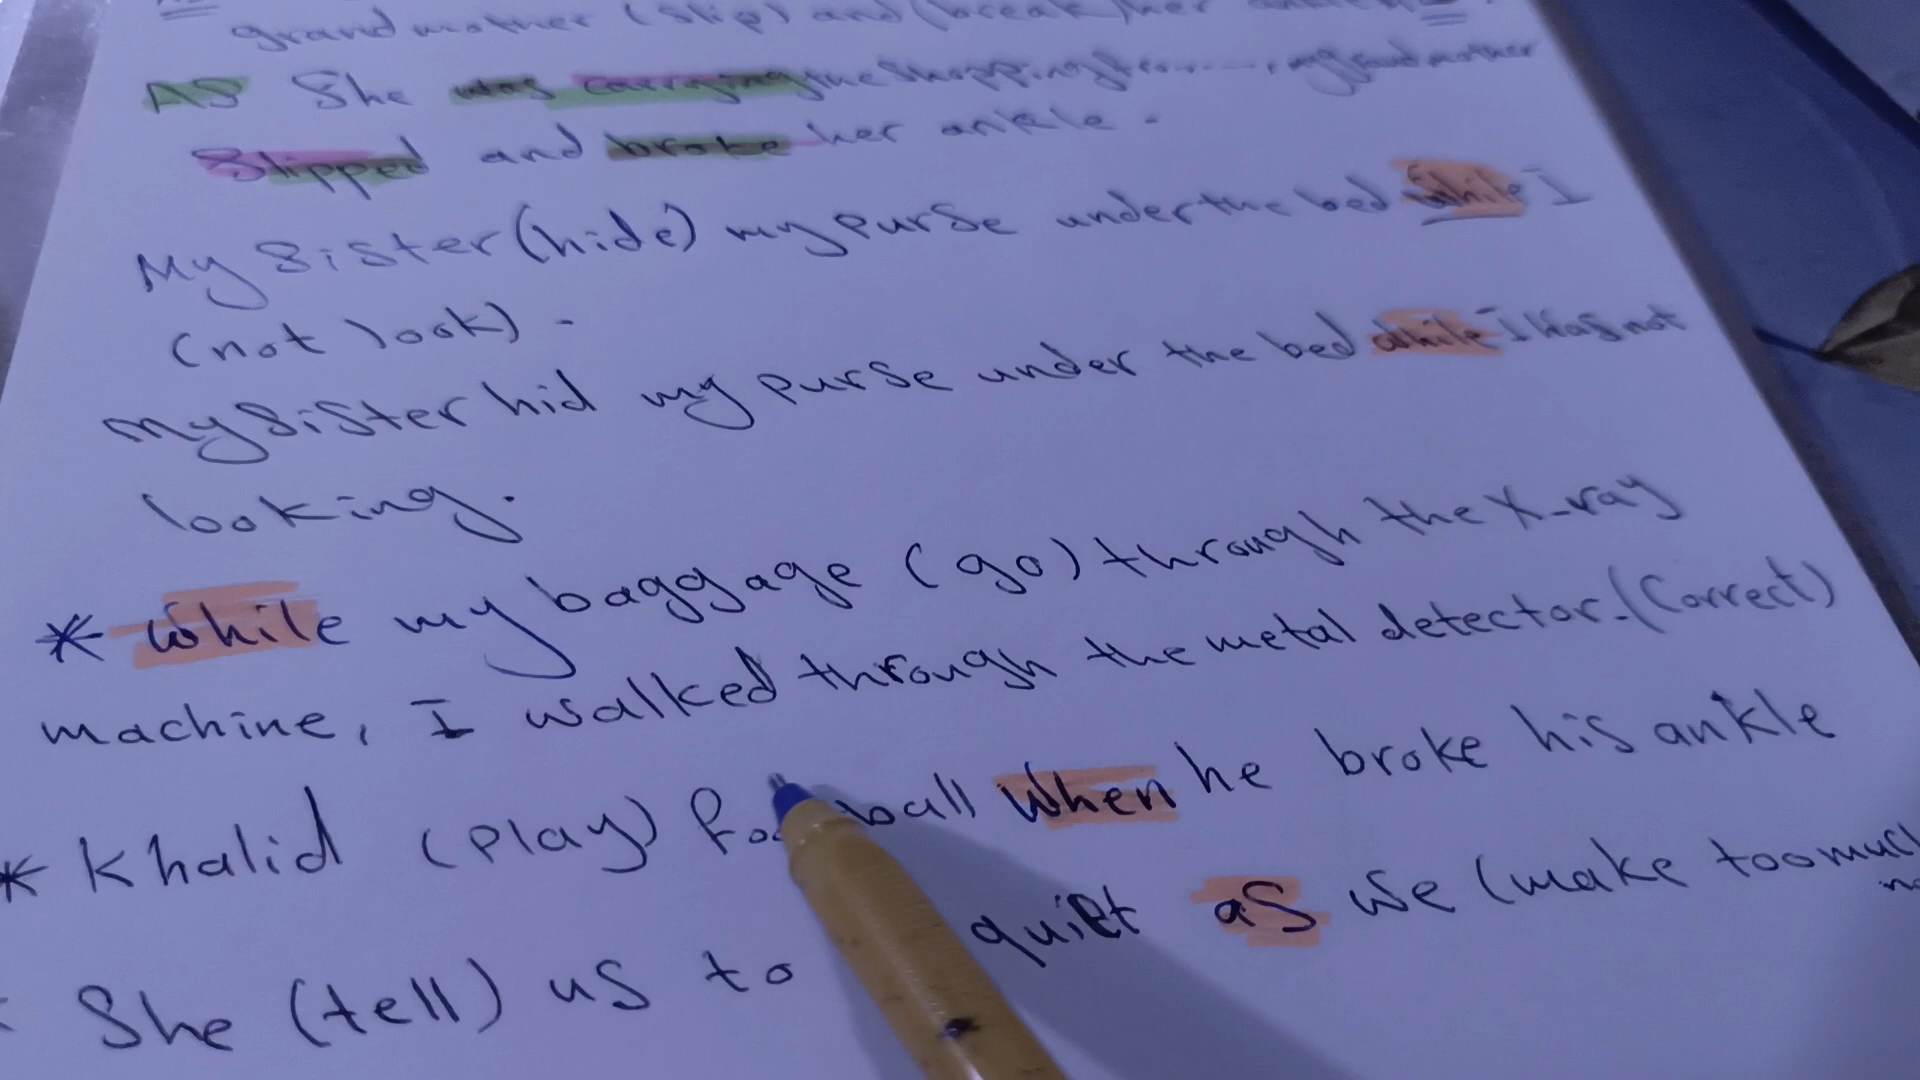 grandmother (slip) and (break) her ankle.
AS She was carrying the shopping ......, my grandmother
Slipped and broke her ankle.
My Sister (hide) my purse under the bed while I
(not look).
my Sister hid my purse under the bed while I was not
looking.
* while my baggage (go) through the X-ray
machine, I walked through the metal detector. (Correct)
* Khalid (Play) football when he broke his ankle
She (tell) us to quiet as we (make too much